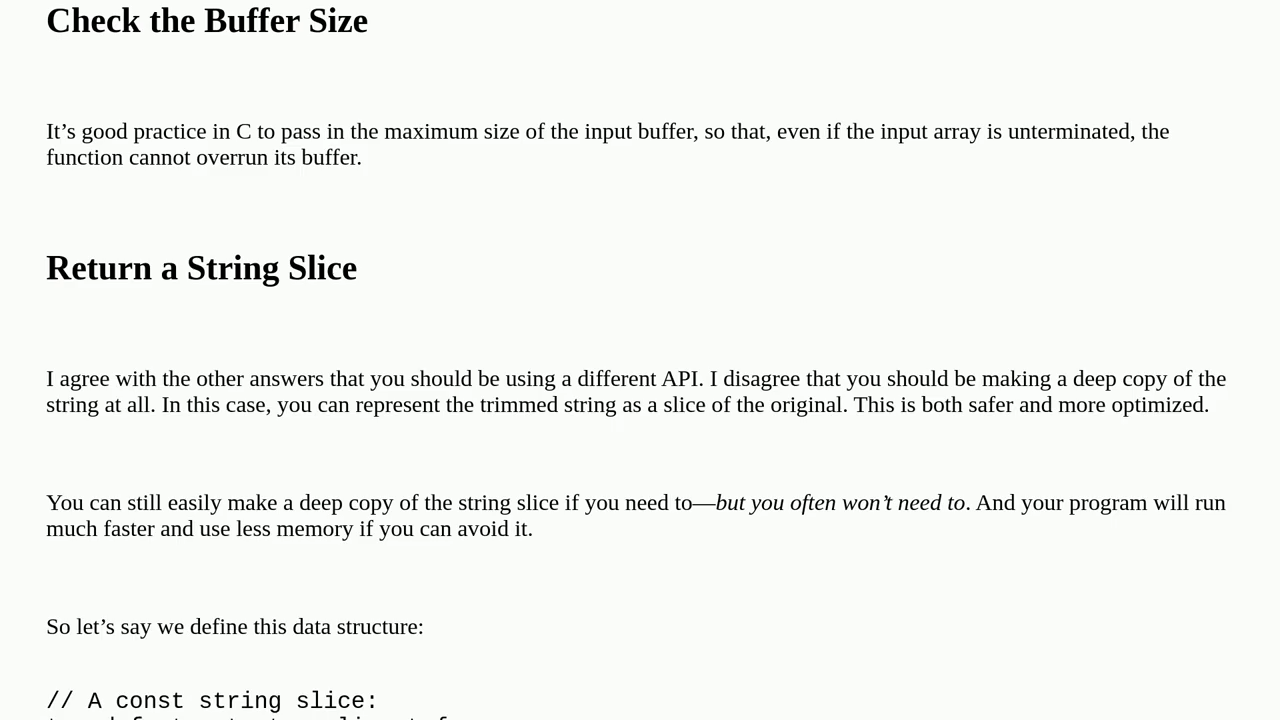 Check the Buffer Size
It’s good practice in C to pass in the maximum size of the input buffer, so that, even if the input array is unterminated, the
function cannot overrun its buffer.
Return a String Slice
I agree with the other answers that you should be using a different API. I disagree that you should be making a deep copy of the
string at all. In this case, you can represent the trimmed string as a slice of the original. This is both safer and more optimized.
You can still easily make a deep copy of the string slice if you need to—but you often won’t need to. And your program will run
much faster and use less memory if you can avoid it.
So let’s say we define this data structure:
// A const string slice: